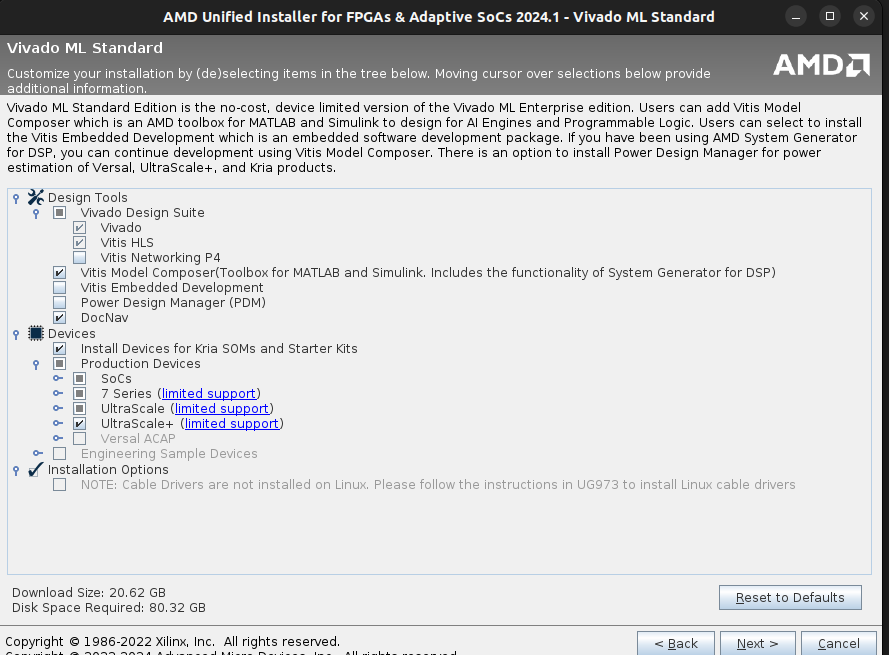 AMD Unified Installer for FPGAs & Adaptive SoCs 2024.1 - Vivado ML Standard
Vivado ML Standard
Customize your installation by (de)selecting items in the tree below. Moving cursor over selections below provide
additional information.
AMD
Vivado ML Standard Edition is the no-cost, device limited version of the Vivado ML Enterprise edition. Users can add Vitis Model
Composer which is an AMD toolbox for MATLAB and Simulink to design for AI Engines and Programmable Logic. Users can select to install
the Vitis Embedded Development which is an embedded software development package. If you have been using AMD System Generator
for DSP, you can continue development using Vitis Model Composer. There is an option to install Power Design Manager for power
estimation of Versal, UltraScale+, and Kria products.
Design Tools
Vivado Design Suite
Vivado
Vitis HLS
Vitis Networking P4
Vitis Model Composer(Toolbox for MATLAB and Simulink. Includes the functionality of System Generator for DSP)
Vitis Embedded Development
Power Design Manager (PDM)
DocNav
Devices
Install Devices for Kria SOMs and Starter Kits
Production Devices
SoCs
7 Series (limited support)
UltraScale (limited support)
UltraScale+ (limited support)
Versal ACAP
Engineering Sample Devices
Installation Options
NOTE: Cable Drivers are not installed on Linux. Please follow the instructions in UG973 to install Linux cable drivers
Download Size: 20.62 GB
Disk Space Required: 80.32 GB
Reset to Defaults
Copyright © 1986-2022 Xilinx, Inc. All rights reserved.
Copyright © 2022-2024 Advanced Micro Devices, Inc. All rights reserved.
< Back
Next >
Cancel